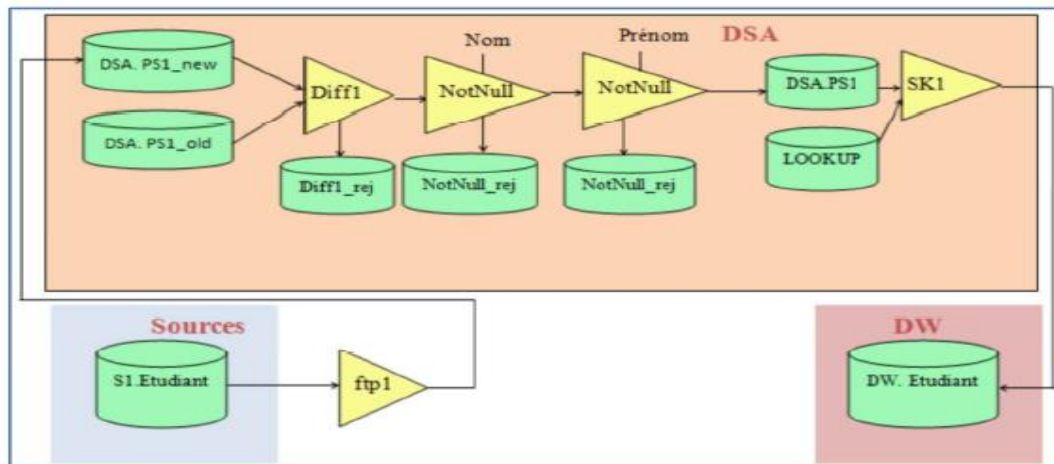 Nom
Prénom
DSA
DSA. PS1_new
Diff1
NotNull
NotNull
DSA.PS1
SK1
DSA. PS1_old
LOOKUP
Diff1_rej
NotNull_rej
NotNull_rej
Sources
DW
S1.Etudiant
ftp1
DW. Etudiant